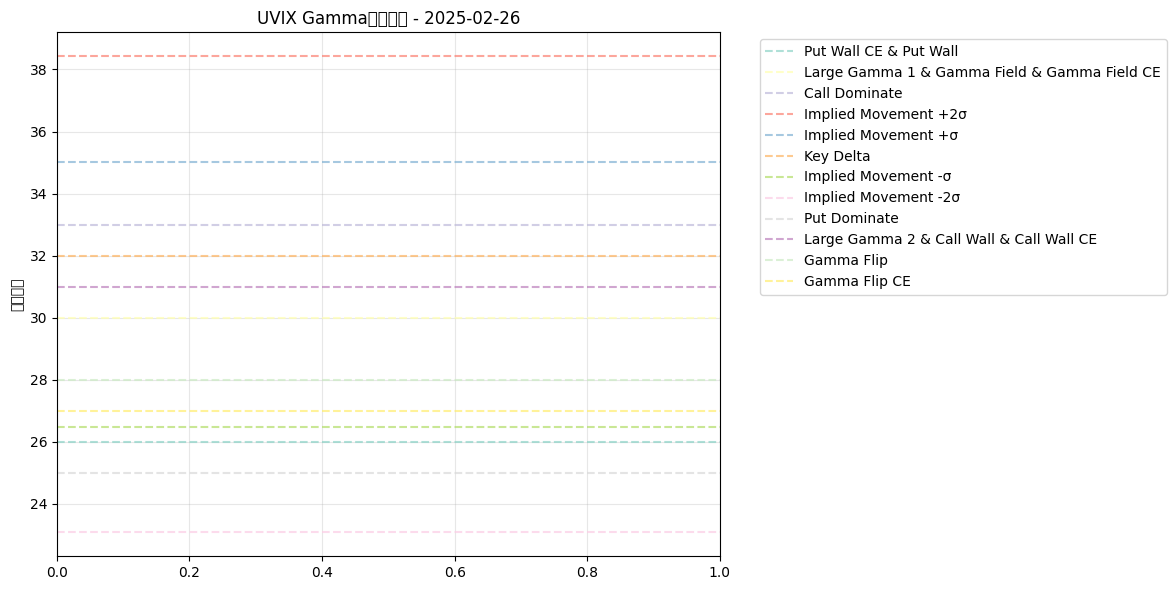 UVIX Gamma - 2025-02-26
38
36
34
32
30
28
26
24
0.0 0.2 0.4 0.6 0.8 1.0
Put Wall CE & Put Wall
Large Gamma 1 & Gamma Field & Gamma Field CE
Call Dominate
Implied Movement +2σ
Implied Movement +σ
Key Delta
Implied Movement -σ
Implied Movement -2σ
Put Dominate
Large Gamma 2 & Call Wall & Call Wall CE
Gamma Flip
Gamma Flip CE